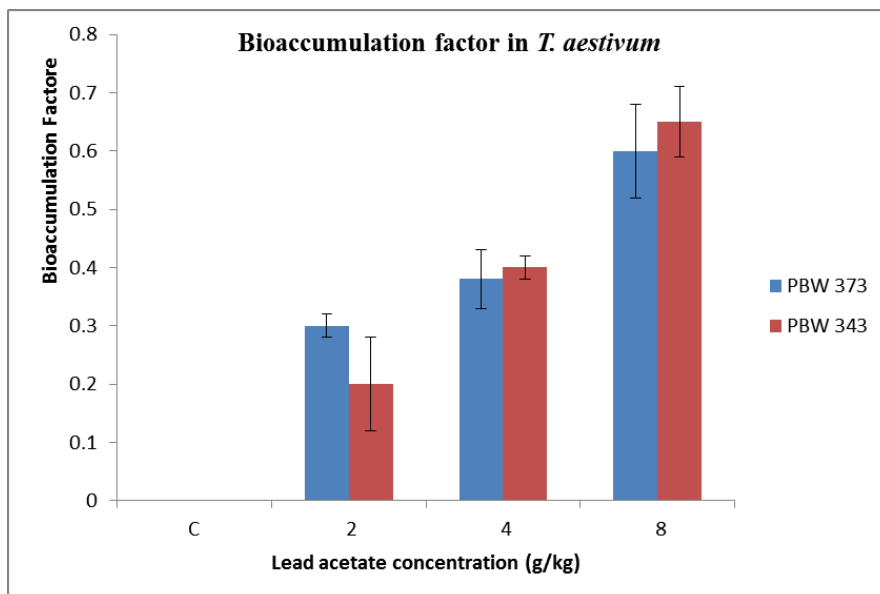 Bioaccumulation factor in T. aestivum
Bioaccumulation Factore
0.8
0.7
0.6
0.5
0.4
0.3
0.2
0.1
0
C 2 4 8
Lead acetate concentration (g/kg)
PBW 373
PBW 343